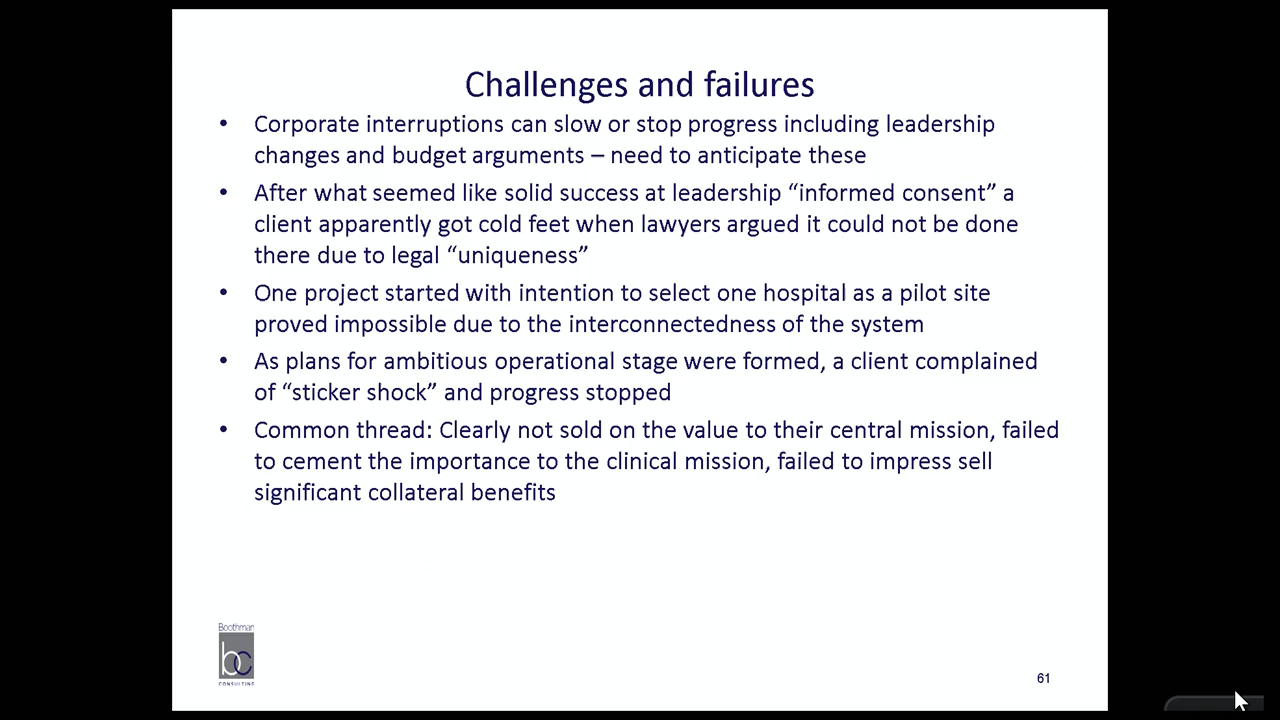 Challenges and failures
• Corporate interruptions can slow or stop progress including leadership
changes and budget arguments – need to anticipate these
• After what seemed like solid success at leadership “informed consent” a
client apparently got cold feet when lawyers argued it could not be done
there due to legal “uniqueness”
• One project started with intention to select one hospital as a pilot site
proved impossible due to the interconnectedness of the system
• As plans for ambitious operational stage were formed, a client complained
of “sticker shock” and progress stopped
• Common thread: Clearly not sold on the value to their central mission, failed
to cement the importance to the clinical mission, failed to impress sell
significant collateral benefits
Boothman
bc
CONSULTING
61